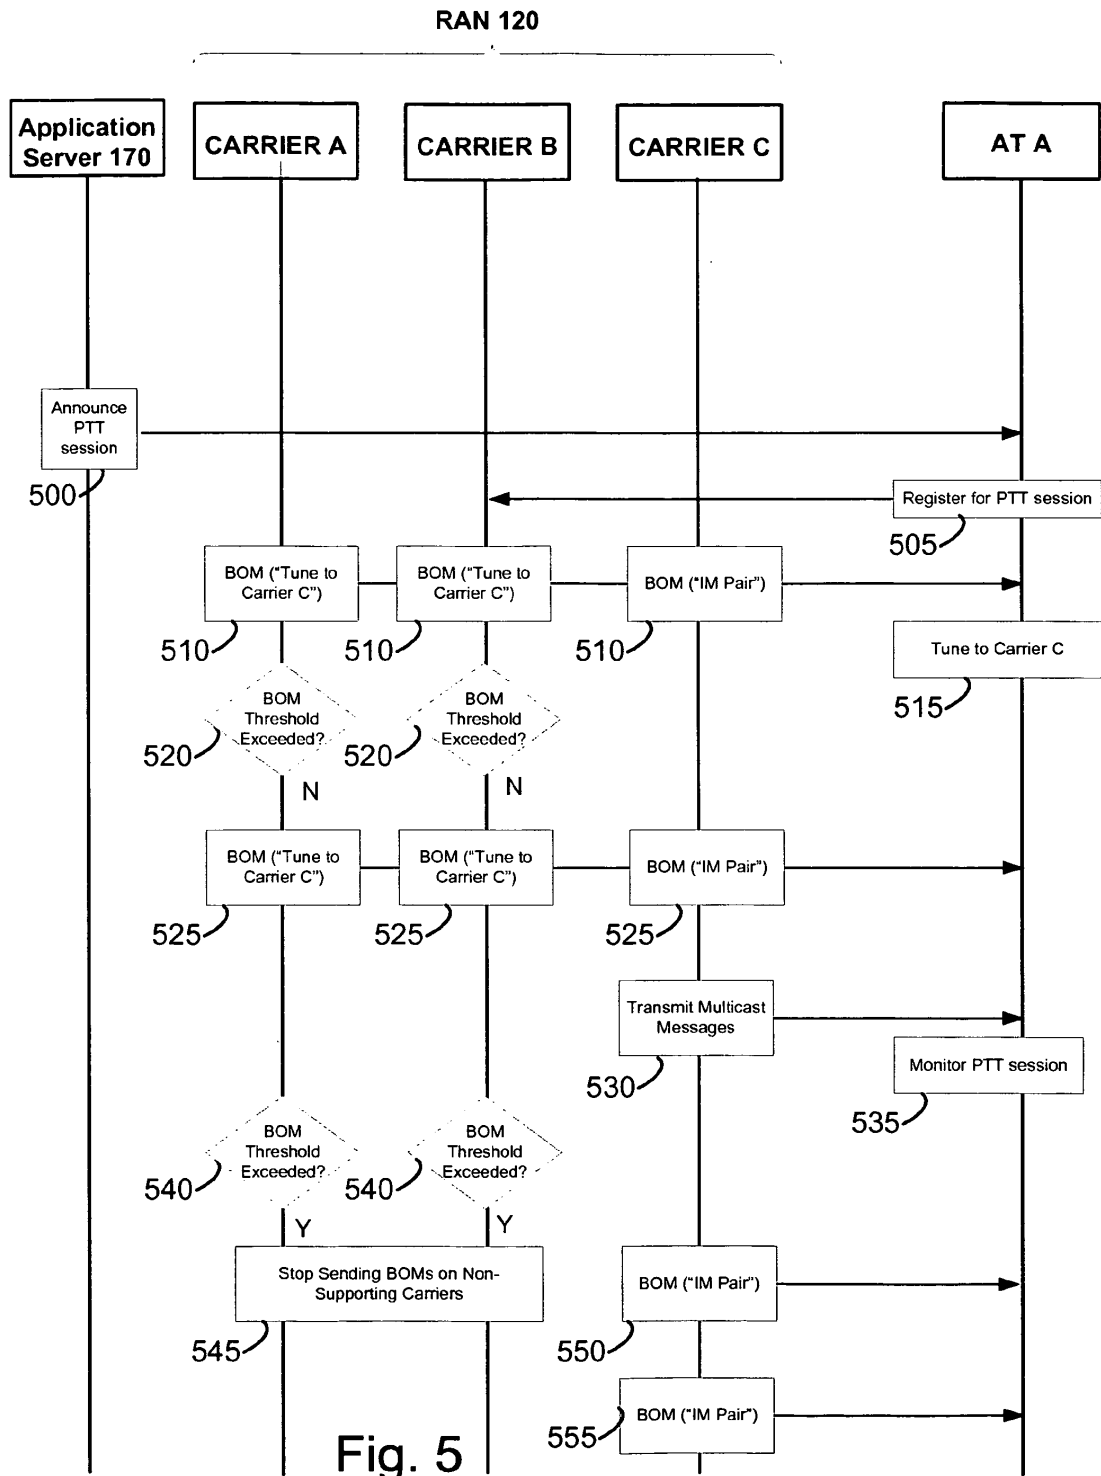 RAN 120
Application
Server 170
CARRIER A
CARRIER B
CARRIER C
AT A
Announce
PTT
session
500
Register for PTT session
505
BOM ("Tune to
Carrier C")
BOM ("Tune to
Carrier C")
BOM ("IM Pair")
510
510
510
Tune to Carrier C
515
BOM
Threshold
Exceeded?
BOM
Threshold
Exceeded?
520
520
N
N
BOM ("Tune to
Carrier C")
BOM ("Tune to
Carrier C")
BOM ("IM Pair")
525
525
525
Transmit Multicast
Messages
530
Monitor PTT session
535
BOM
Threshold
Exceeded?
BOM
Threshold
Exceeded?
540
540
Y
Y
Stop Sending BOMs on Non-
Supporting Carriers
545
BOM ("IM Pair")
550
BOM ("IM Pair")
555
Fig. 5